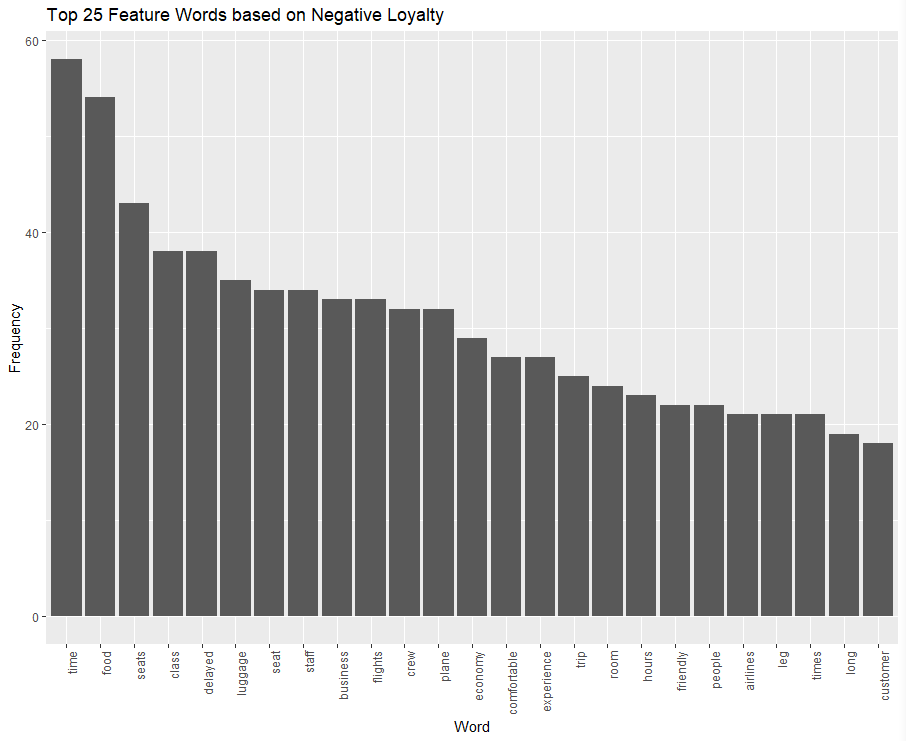 Top 25 Feature Words based on Negative Loyalty
60
40
20
0
Frequency
time
food
seats
class
delayed
luggage
seat
staff
business
flights
crew
plane
economy
comfortable
experience
trip
room
hours
friendly
people
airlines
leg
times
long
customer
Word